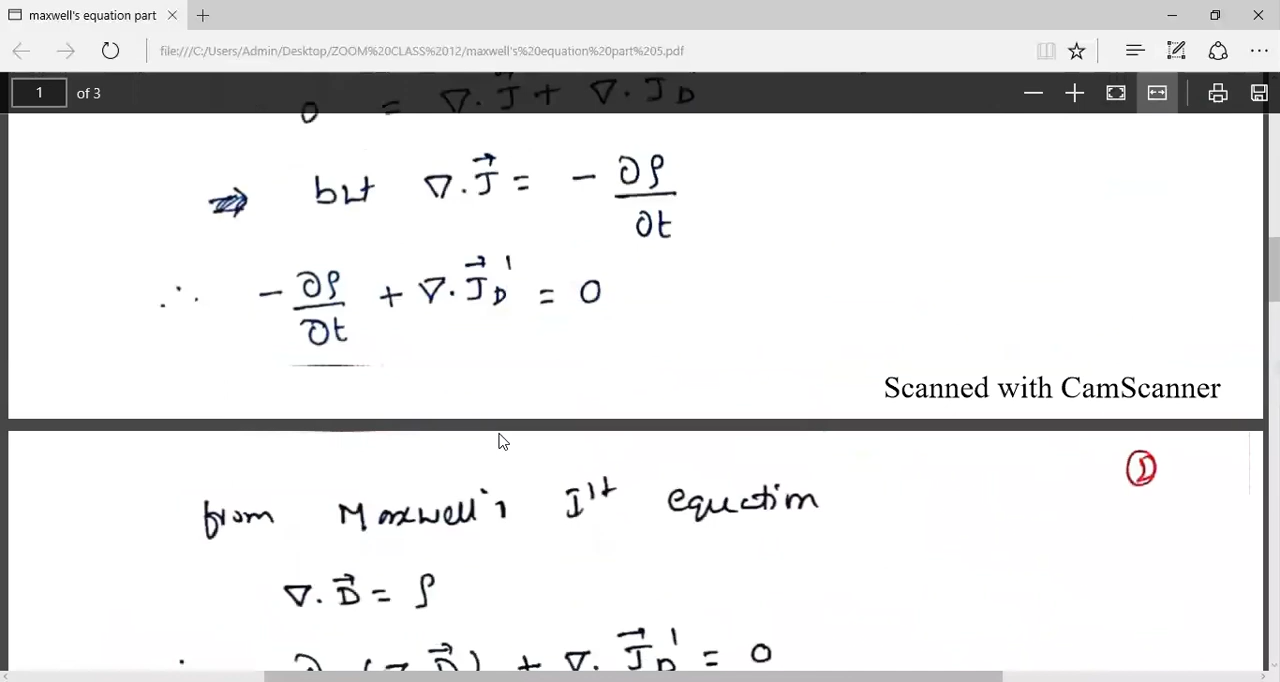 maxwell's equation part
file:///C:/Users/Admin/Desktop/ZOOM%20CLASS%2012/maxwell's%20equation%20part%205.pdf
1 of 3
0 = ∇. J + ∇. J_D
⇒ but ∇. J⃗ = - ∂ρ/∂t
∴ - ∂ρ/∂t + ∇. J⃗_D' = 0
Scanned with CamScanner
from Maxwell's Ist equation
∇. D⃗ = ρ